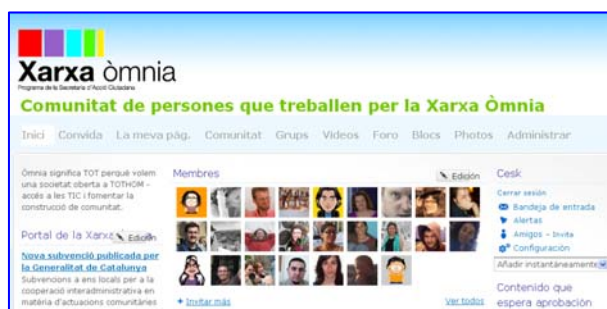 Xarxa òmnia
Programa de la Secretaria d'Acció Ciutadana
Comunitat de persones que treballen per la Xarxa Òmnia
Inici Convida La meva pàg. Comunitat Grups Vídeos Foro Blocs Photos Administrar
Òmnia significa TOT perquè volem
una societat oberta a TOTHOM -
accés a les TIC i fomentar la
construcció de comunitat.
Portal de la Xarxa Edición
Nova subvenció publicada per
la Generalitat de Catalunya
Subvencions a ens locals per a la
cooperació interadministrativa en
matèria d'actuacions comunitàries
Membres Edición
+ Invitar más Ver todos
Cesk
Cerrar sesión
Bandeja de entrada
Alertas
Amigos - Invita
Configuración
Añadir instantáneamente
Contenido que
espera aprobación